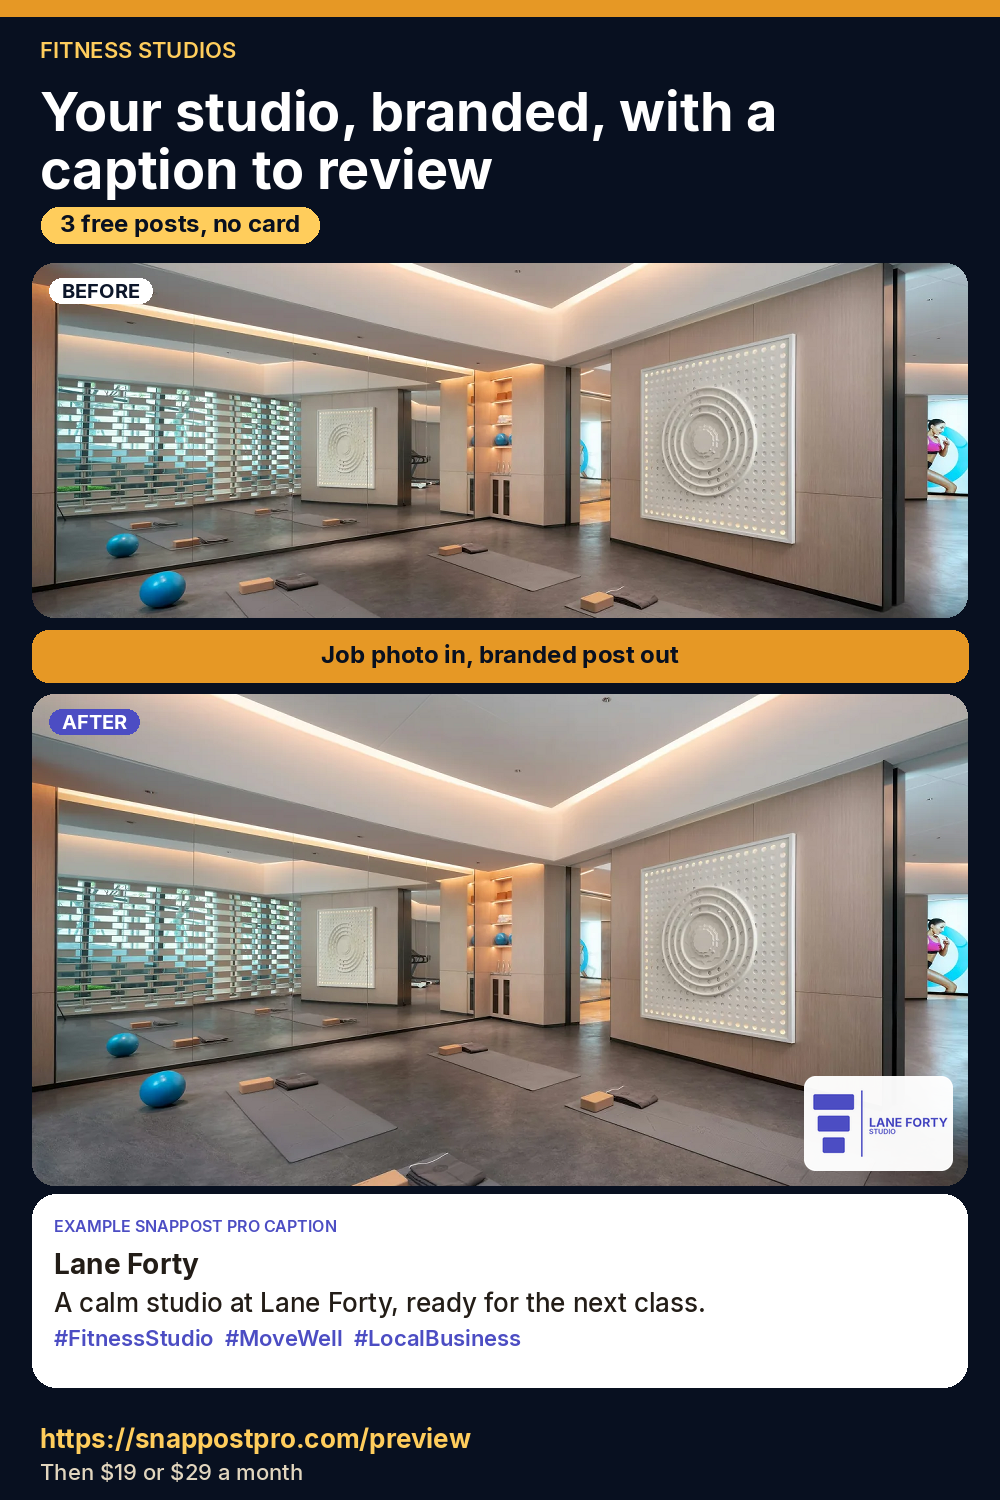 FITNESS STUDIOS
Your studio, branded, with a
caption to review
3 free posts, no card
BEFORE
Job photo in, branded post out
AFTER
LANE FORTY
STUDIO
EXAMPLE SNAPPOST PRO CAPTION
Lane Forty
A calm studio at Lane Forty, ready for the next class.
#FitnessStudio #MoveWell #LocalBusiness
https://snappostpro.com/preview
Then $19 or $29 a month